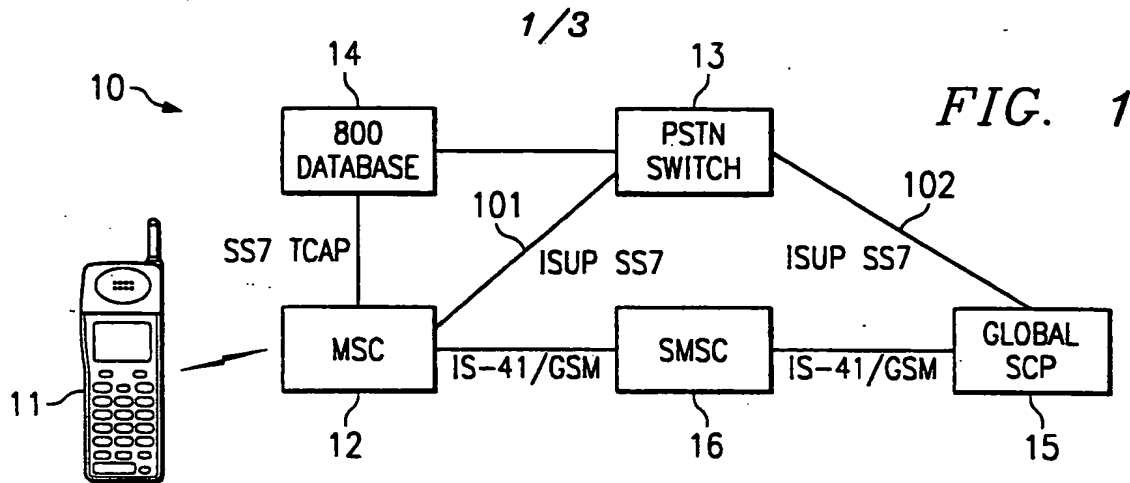 1/3
14
13
10
FIG. 1
800
DATABASE
PSTN
SWITCH
101
102
SS7 TCAP
ISUP SS7
ISUP SS7
MSC
IS-41/GSM
SMSC
IS-41/GSM
GLOBAL
SCP
11
12
16
15